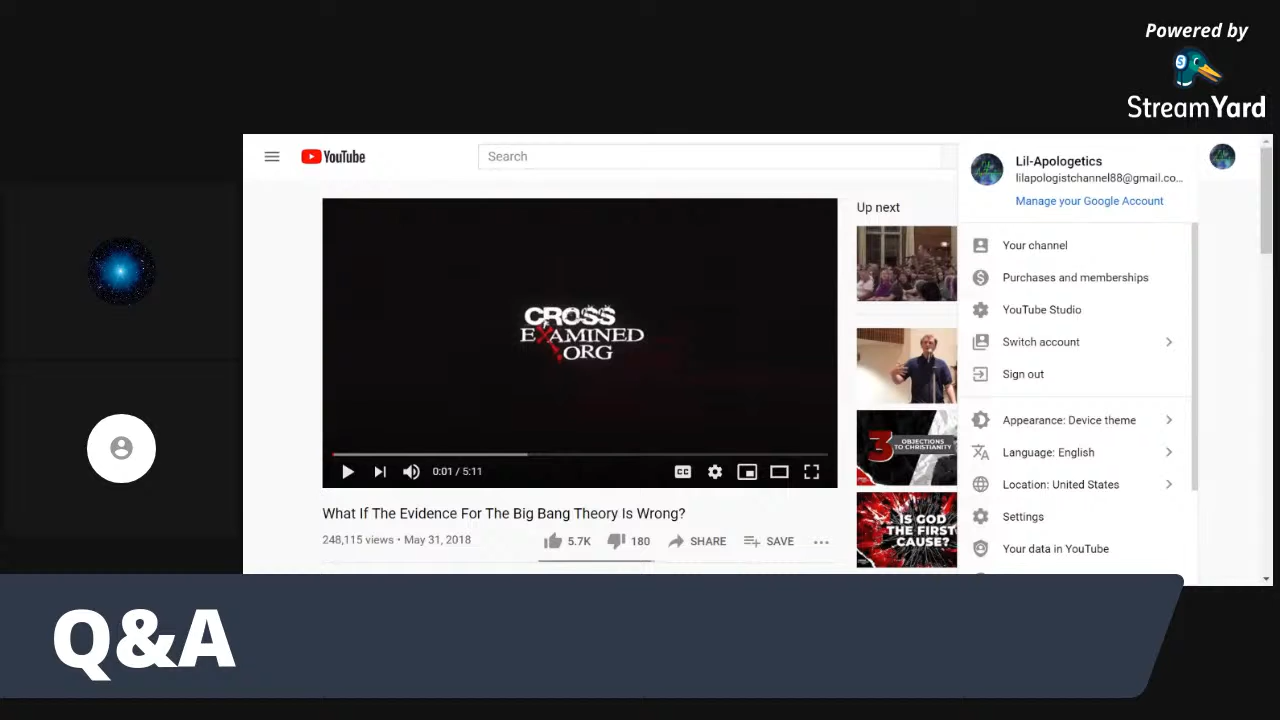 Powered by
StreamYard
YouTube
Search
Lil-Apologetics
lilapologistchannel88@gmail.co...
Manage your Google Account
Up next
Your channel
Purchases and memberships
YouTube Studio
Switch account
Sign out
Appearance: Device theme
Language: English
Location: United States
Settings
Your data in YouTube
CROSS
EXAMINED
.ORG
0:01 / 5:11
CC
3 OBJECTIONS
TO CHRISTIANITY
IS GOD
THE FIRST
CAUSE?
What If The Evidence For The Big Bang Theory Is Wrong?
248,115 views • May 31, 2018
5.7K
180
SHARE
SAVE
Q&A